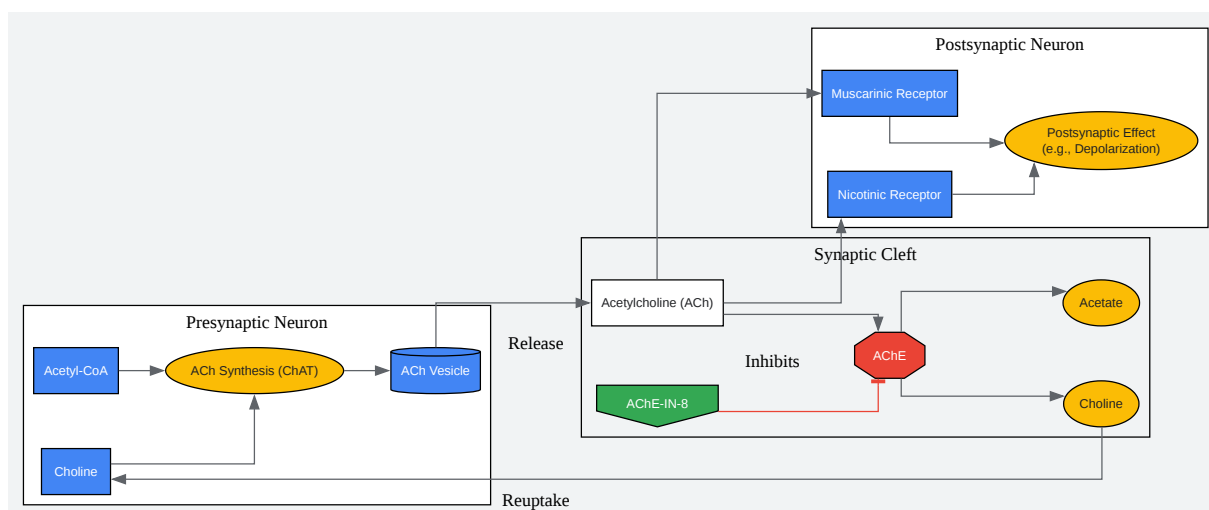 Postsynaptic Neuron
Muscarinic Receptor
Postsynaptic Effect
(e.g., Depolarization)
Nicotinic Receptor
Synaptic Cleft
Acetylcholine (ACh)
Acetate
AChE
Inhibits
AChE-IN-8
Choline
Release
Presynaptic Neuron
Acetyl-CoA
ACh Synthesis (ChAT)
ACh Vesicle
Choline
Reuptake